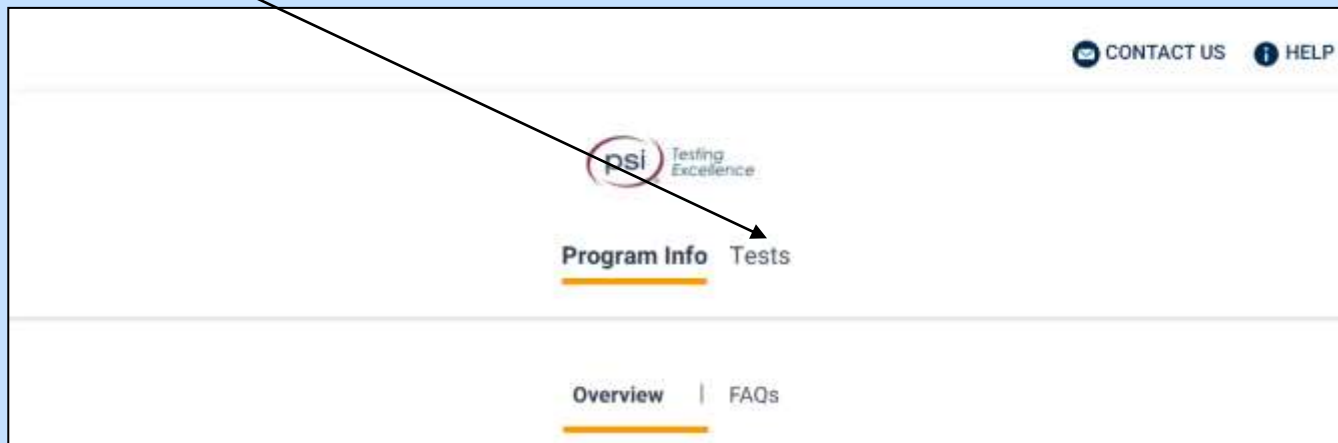 CONTACT US HELP
psi Testing
Excellence
Program Info Tests
Overview | FAQs